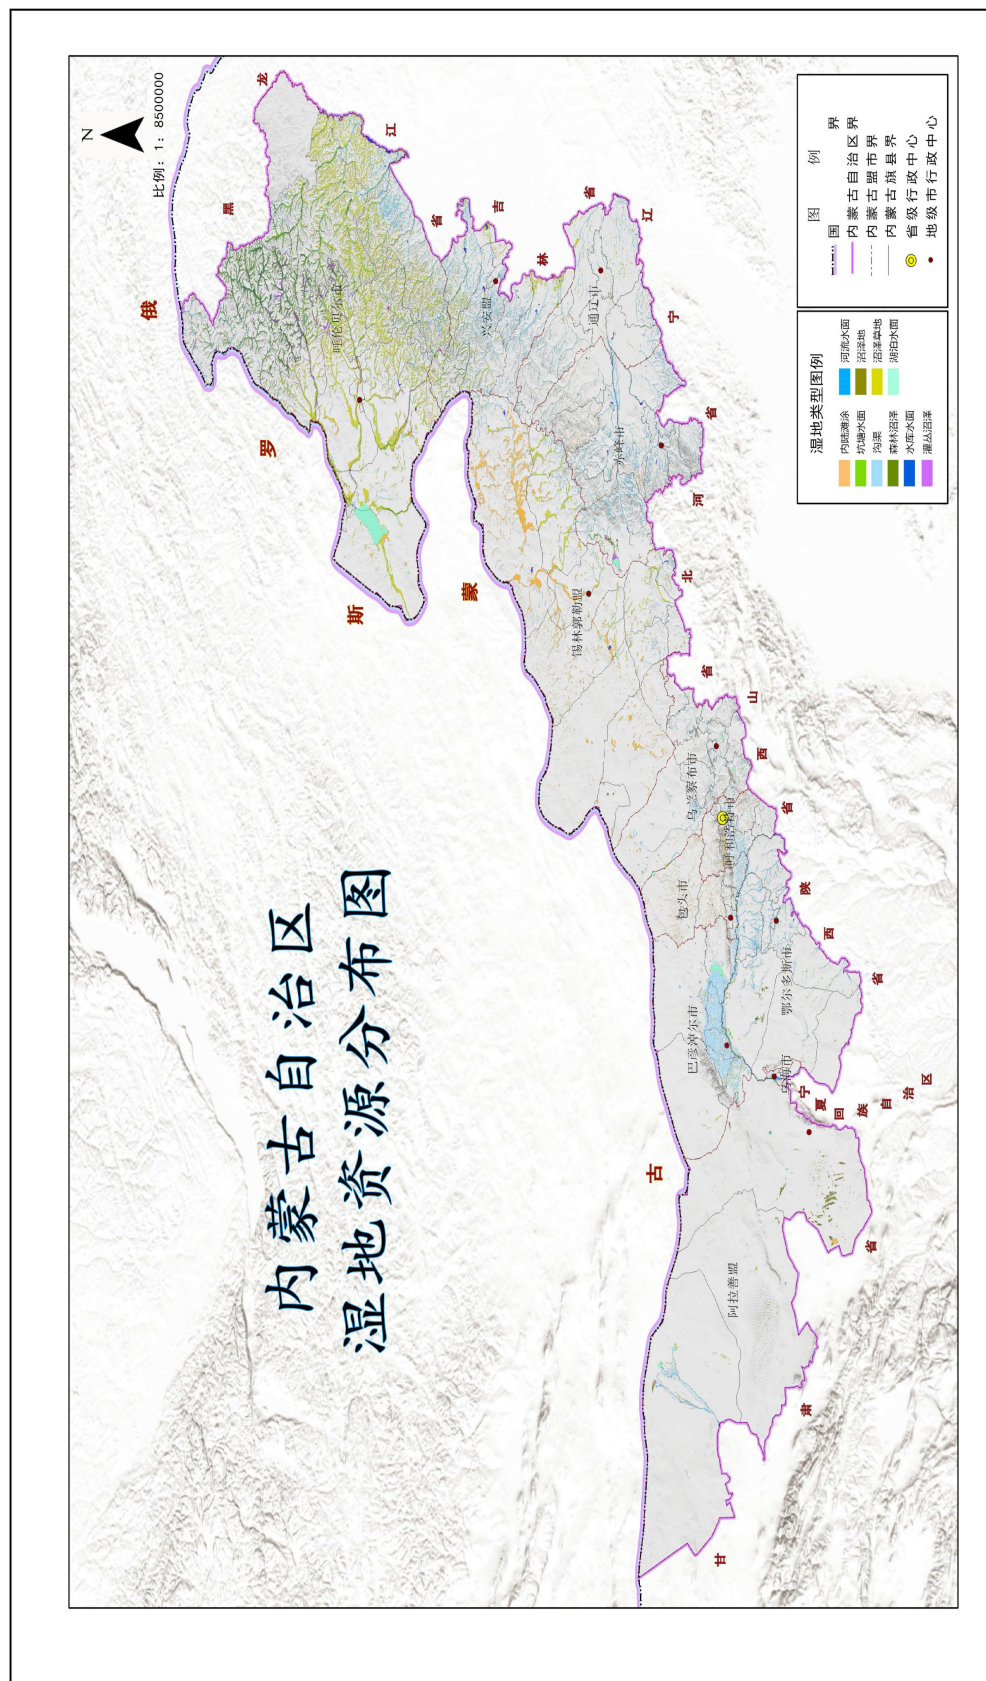 内蒙古自治区
湿地资源分布图
N
比例：1：8500000
俄
罗
斯
蒙
古
黑
龙
江
省
吉
林
省
辽
宁
省
河
北
省
山
西
省
陕
西
省
宁
夏
回
族
自
治
区
甘
肃
省
呼伦贝尔市
兴安盟
通辽市
赤峰市
锡林郭勒盟
乌兰察布市
呼和浩特市
包头市
鄂尔多斯市
巴彦淖尔市
乌海市
阿拉善盟
湿地类型图例
内陆滩涂 河流水面
坑塘水面 沼泽地
沟渠 沼泽草地
森林沼泽 湖泊水面
水库水面
灌丛沼泽
图 例
国 界
内蒙古自治区界
内蒙古盟市界
内蒙古旗县界
省级行政中心
地级市行政中心